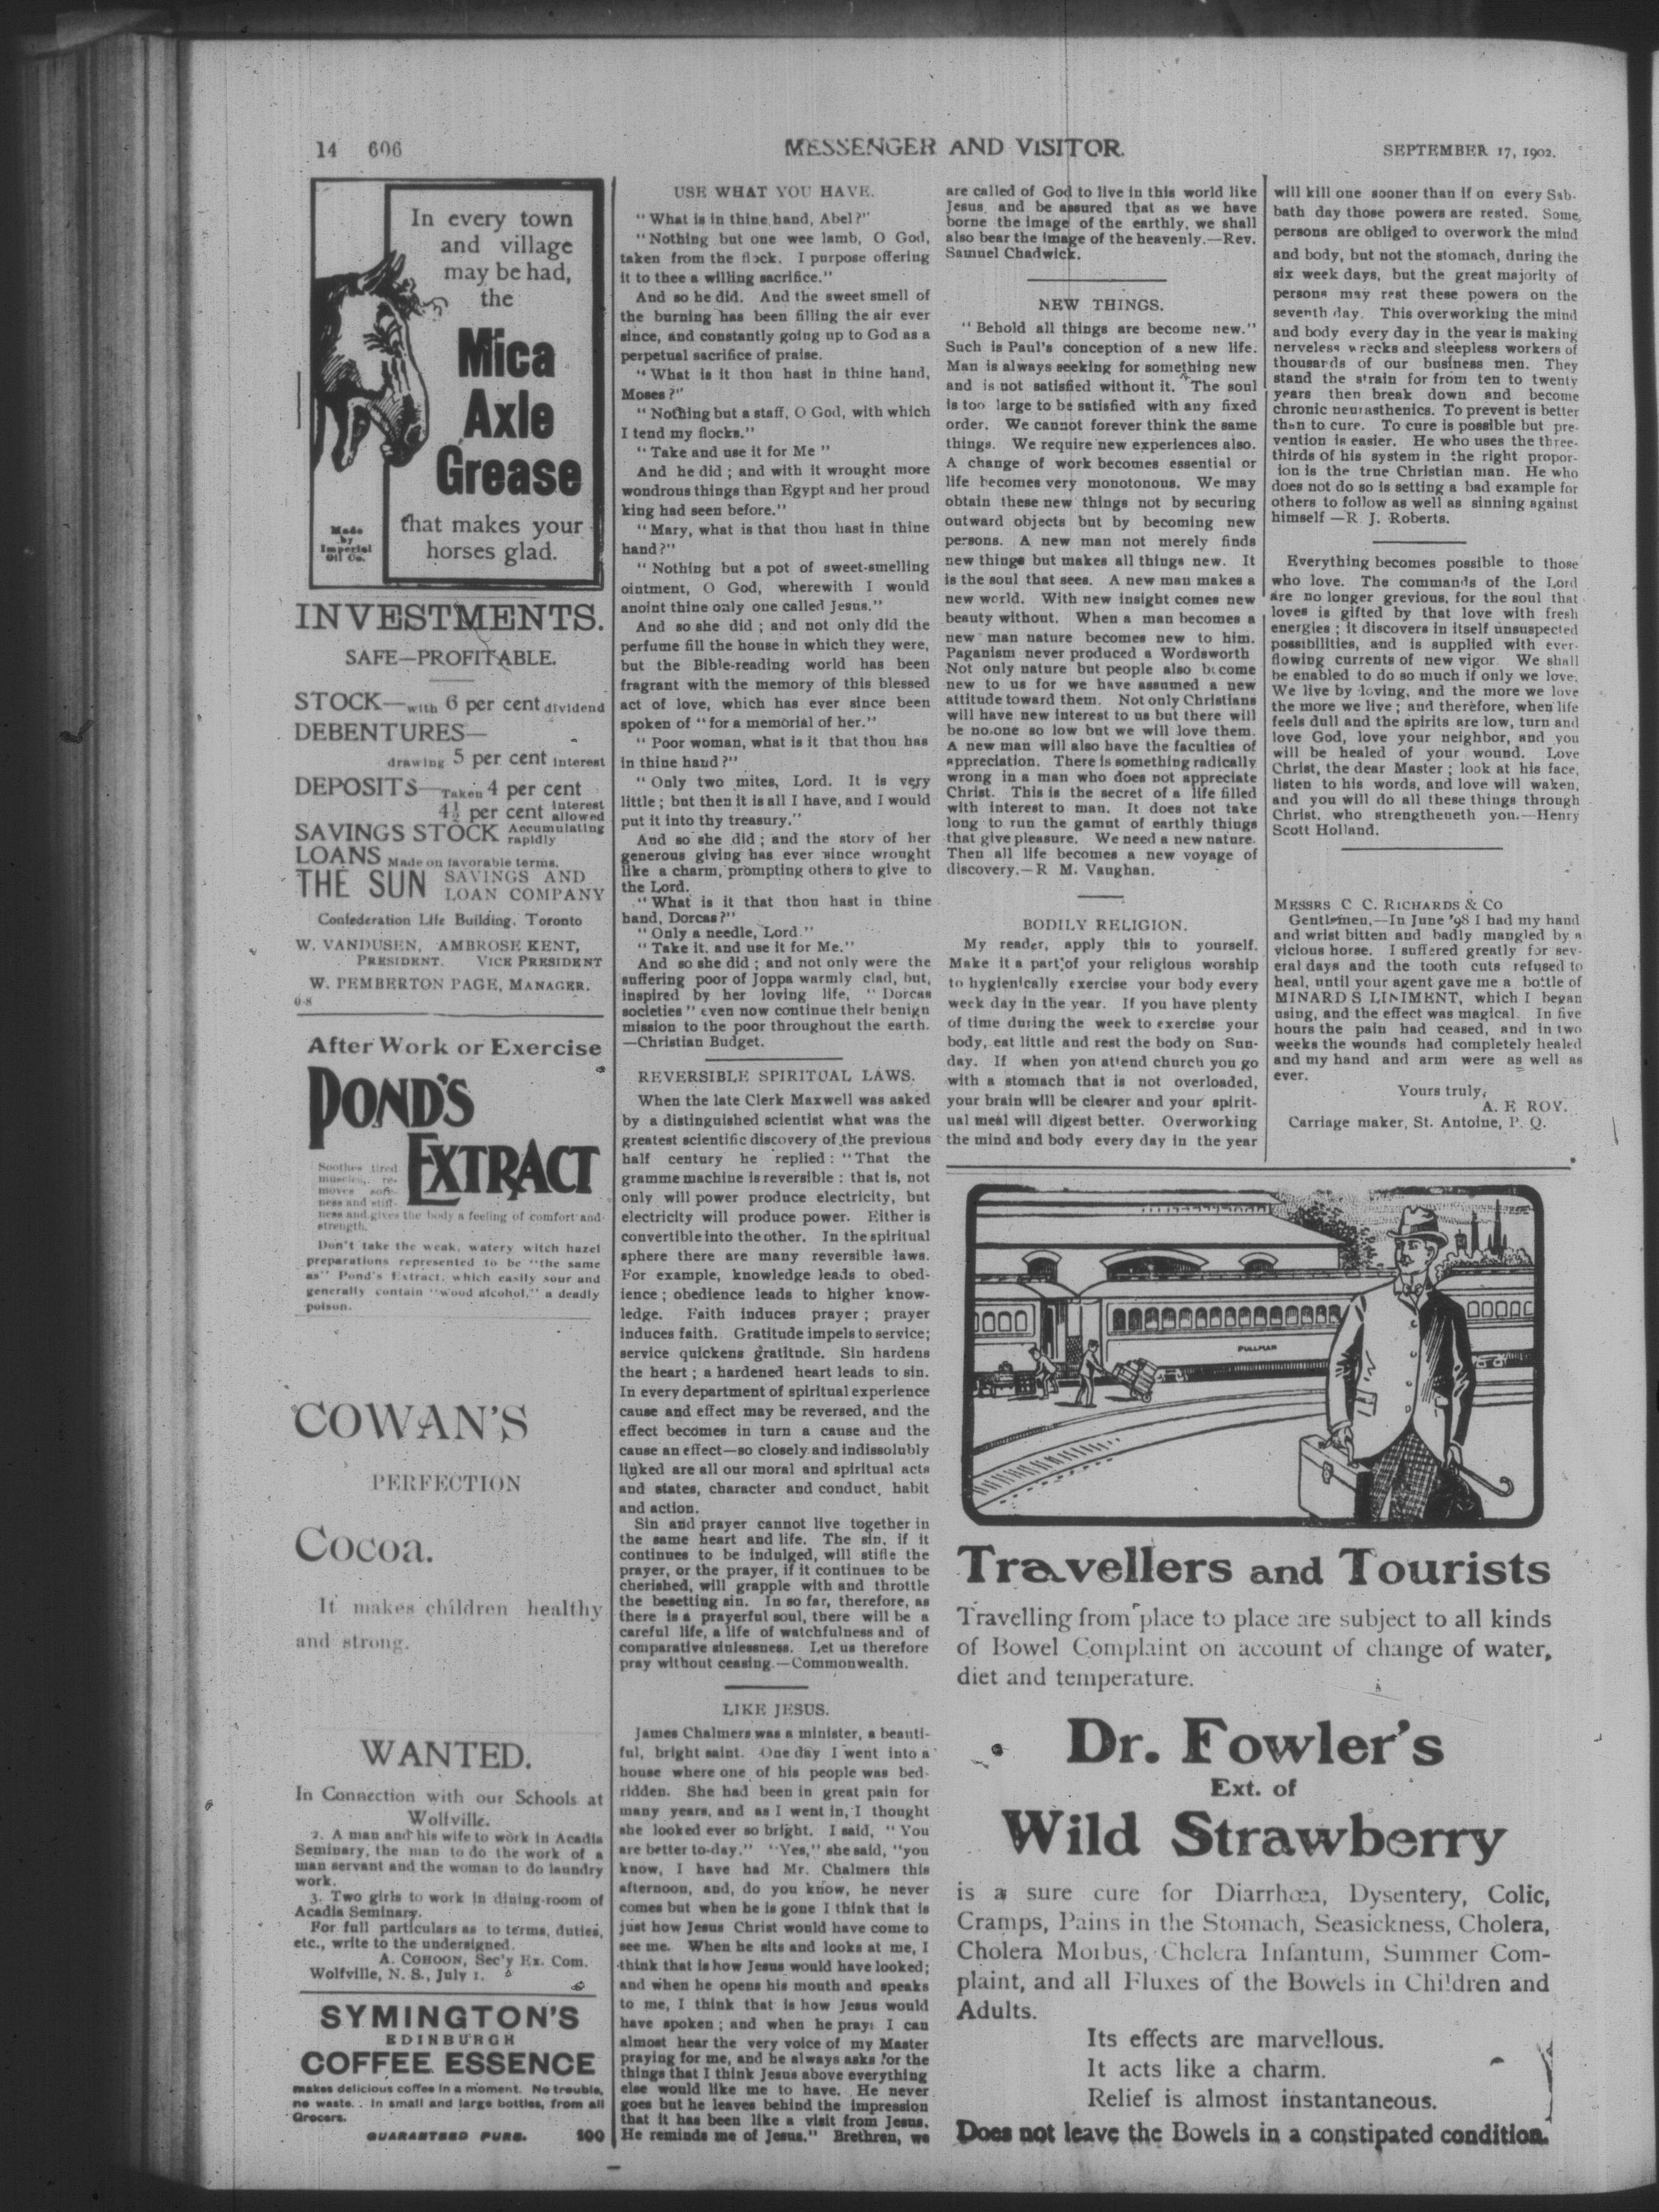 14 606
MESSENGER AND VISITOR.
SEPTEMBER 17, 1902.
In every town
and village
may be had,
the
Mica
Axle
Grease
that makes your
horses glad.
Made
by
Imperial
Oil Co.
INVESTMENTS.
SAFE—PROFITABLE.
STOCK—with 6 per cent dividend
DEBENTURES—
drawing 5 per cent interest
DEPOSITS—Taken 4 per cent
4½ per cent interest allowed
SAVINGS STOCK Accumulating rapidly
LOANS Made on favorable terms.
THE SUN SAVINGS AND
LOAN COMPANY
Confederation Life Building, Toronto
W. VANDUSEN, AMBROSE KENT,
PRESIDENT. VICE PRESIDENT
W. PEMBERTON PAGE, MANAGER.
0-8
After Work or Exercise
POND'S
EXTRACT
Soothes tired
muscles, re-
moves sore-
ness and stiff-
ness and gives the body a feeling of comfort and
strength.
Don't take the weak, watery witch hazel
preparations represented to be "the same
as" Pond's Extract, which easily sour and
generally contain "wood alcohol," a deadly
poison.
COWAN'S
PERFECTION
Cocoa.
It makes children healthy
and strong.
WANTED.
In Connection with our Schools at
Wolfville.
2. A man and his wife to work in Acadia
Seminary, the man to do the work of a
man servant and the woman to do laundry
work.
3. Two girls to work in dining-room of
Acadia Seminary.
For full particulars as to terms, duties,
etc., write to the undersigned.
A. COHOON, Sec'y Ex. Com.
Wolfville, N. S., July 1.
SYMINGTON'S
EDINBURGH
COFFEE ESSENCE
makes delicious coffee in a moment. No trouble,
no waste. In small and large bottles, from all
Grocers.
GUARANTEED PURE. 100
USE WHAT YOU HAVE.
"What is in thine hand, Abel?"
"Nothing but one wee lamb, O God,
taken from the flock. I purpose offering
it to thee a willing sacrifice."
And so he did. And the sweet smell of
the burning has been filling the air ever
since, and constantly going up to God as a
perpetual sacrifice of praise.
"What is it thou hast in thine hand,
Moses?"
"Nothing but a staff, O God, with which
I tend my flocks."
"Take and use it for Me"
And he did; and with it wrought more
wondrous things than Egypt and her proud
king had seen before."
"Mary, what is that thou hast in thine
hand?"
"Nothing but a pot of sweet-smelling
ointment, O God, wherewith I would
anoint thine only one called Jesus."
And so she did; and not only did the
perfume fill the house in which they were,
but the Bible-reading world has been
fragrant with the memory of this blessed
act of love, which has ever since been
spoken of "for a memorial of her."
"Poor woman, what is it that thou has
in thine hand?"
"Only two mites, Lord. It is very
little; but then it is all I have, and I would
put it into thy treasury."
And so she did; and the story of her
generous giving has ever since wrought
like a charm, prompting others to give to
the Lord.
"What is it that thou hast in thine
hand, Dorcas?"
"Only a needle, Lord."
"Take it, and use it for Me."
And so she did; and not only were the
suffering poor of Joppa warmly clad, but,
inspired by her loving life, "Dorcas
societies" even now continue their benign
mission to the poor throughout the earth.
—Christian Budget.
REVERSIBLE SPIRITUAL LAWS.
When the late Clerk Maxwell was asked
by a distinguished scientist what was the
greatest scientific discovery of the previous
half century he replied: "That the
gramme machine is reversible: that is, not
only will power produce electricity, but
electricity will produce power. Either is
convertible into the other. In the spiritual
sphere there are many reversible laws.
For example, knowledge leads to obed-
ience; obedience leads to higher know-
ledge. Faith induces prayer; prayer
induces faith. Gratitude impels to service;
service quickens gratitude. Sin hardens
the heart; a hardened heart leads to sin.
In every department of spiritual experience
cause and effect may be reversed, and the
effect becomes in turn a cause and the
cause an effect—so closely and indissolubly
linked are all our moral and spiritual acts
and states, character and conduct, habit
and action.
Sin and prayer cannot live together in
the same heart and life. The sin, if it
continues to be indulged, will stifle the
prayer, or the prayer, if it continues to be
cherished, will grapple with and throttle
the besetting sin. In so far, therefore, as
there is a prayerful soul, there will be a
careful life, a life of watchfulness and of
comparative sinlessness. Let us therefore
pray without ceasing.—Commonwealth.
LIKE JESUS.
James Chalmers was a minister, a beauti-
ful, bright saint. One day I went into a
house where one of his people was bed-
ridden. She had been in great pain for
many years, and as I went in, I thought
she looked ever so bright. I said, "You
are better to-day." "Yes," she said, "you
know, I have had Mr. Chalmers this
afternoon, and, do you know, he never
comes but when he is gone I think that is
just how Jesus Christ would have come to
see me. When he sits and looks at me, I
think that is how Jesus would have looked;
and when he opens his mouth and speaks
to me, I think that is how Jesus would
have spoken; and when he prays I can
almost hear the very voice of my Master
praying for me, and he always asks for the
things that I think Jesus above everything
else would like me to have. He never
goes but he leaves behind the impression
that it has been like a visit from Jesus.
He reminds me of Jesus." Brethren, we
are called of God to live in this world like
Jesus and be assured that as we have
borne the image of the earthly, we shall
also bear the image of the heavenly.—Rev.
Samuel Chadwick.
NEW THINGS.
"Behold all things are become new."
Such is Paul's conception of a new life.
Man is always seeking for something new
and is not satisfied without it. The soul
is too large to be satisfied with any fixed
order. We cannot forever think the same
things. We require new experiences also.
A change of work becomes essential or
life becomes very monotonous. We may
obtain these new things not by securing
outward objects but by becoming new
persons. A new man not merely finds
new things but makes all things new. It
is the soul that sees. A new man makes a
new world. With new insight comes new
beauty without. When a man becomes a
new man nature becomes new to him.
Paganism never produced a Wordsworth
Not only nature but people also become
new to us for we have assumed a new
attitude toward them. Not only Christians
will have new interest to us but there will
be no one so low but we will love them.
A new man will also have the faculties of
appreciation. There is something radically
wrong in a man who does not appreciate
Christ. This is the secret of a life filled
with interest to man. It does not take
long to run the gamut of earthly things
that give pleasure. We need a new nature.
Then all life becomes a new voyage of
discovery.—R M. Vaughan.
BODILY RELIGION.
My reader, apply this to yourself.
Make it a part of your religious worship
to hygienically exercise your body every
week day in the year. If you have plenty
of time during the week to exercise your
body, eat little and rest the body on Sun-
day. If when you attend church you go
with a stomach that is not overloaded,
your brain will be clearer and your spirit-
ual meal will digest better. Overworking
the mind and body every day in the year
will kill one sooner than if on every Sab-
bath day those powers are rested. Some
persons are obliged to overwork the mind
and body, but not the stomach, during the
six week days, but the great majority of
persons may rest these powers on the
seventh day. This overworking the mind
and body every day in the year is making
nerveless wrecks and sleepless workers of
thousands of our business men. They
stand the strain for from ten to twenty
years then break down and become
chronic neurasthenics. To prevent is better
than to cure. To cure is possible but pre-
vention is easier. He who uses the three-
thirds of his system in the right propor-
ion is the true Christian man. He who
does not do so is setting a bad example for
others to follow as well as sinning against
himself—R. J. Roberts.
Everything becomes possible to those
who love. The commands of the Lord
are no longer grevious, for the soul that
loves is gifted by that love with fresh
energies; it discovers in itself unsuspected
possibilities, and is supplied with ever-
flowing currents of new vigor. We shall
be enabled to do so much if only we love.
We live by loving, and the more we love
the more we live; and therefore, when life
feels dull and the spirits are low, turn and
love God, love your neighbor, and you
will be healed of your wound. Love
Christ, the dear Master; look at his face,
listen to his words, and love will waken,
and you will do all these things through
Christ, who strengtheneth you.—Henry
Scott Holland.
MESSRS C C. RICHARDS & CO
Gentlemen,—In June '98 I had my hand
and wrist bitten and badly mangled by a
vicious horse. I suffered greatly for sev-
eral days and the tooth cuts refused to
heal, until your agent gave me a bottle of
MINARDS LINIMENT, which I began
using, and the effect was magical. In five
hours the pain had ceased, and in two
weeks the wounds had completely healed
and my hand and arm were as well as
ever.
Yours truly,
A. E ROY.
Carriage maker, St. Antoine, P. Q.
PULLMAN
Travellers and Tourists
Travelling from place to place are subject to all kinds
of Bowel Complaint on account of change of water,
diet and temperature.
Dr. Fowler's
Ext. of
Wild Strawberry
is a sure cure for Diarrhœa, Dysentery, Colic,
Cramps, Pains in the Stomach, Seasickness, Cholera,
Cholera Morbus, Cholera Infantum, Summer Com-
plaint, and all Fluxes of the Bowels in Children and
Adults.
Its effects are marvellous.
It acts like a charm.
Relief is almost instantaneous.
Does not leave the Bowels in a constipated condition.